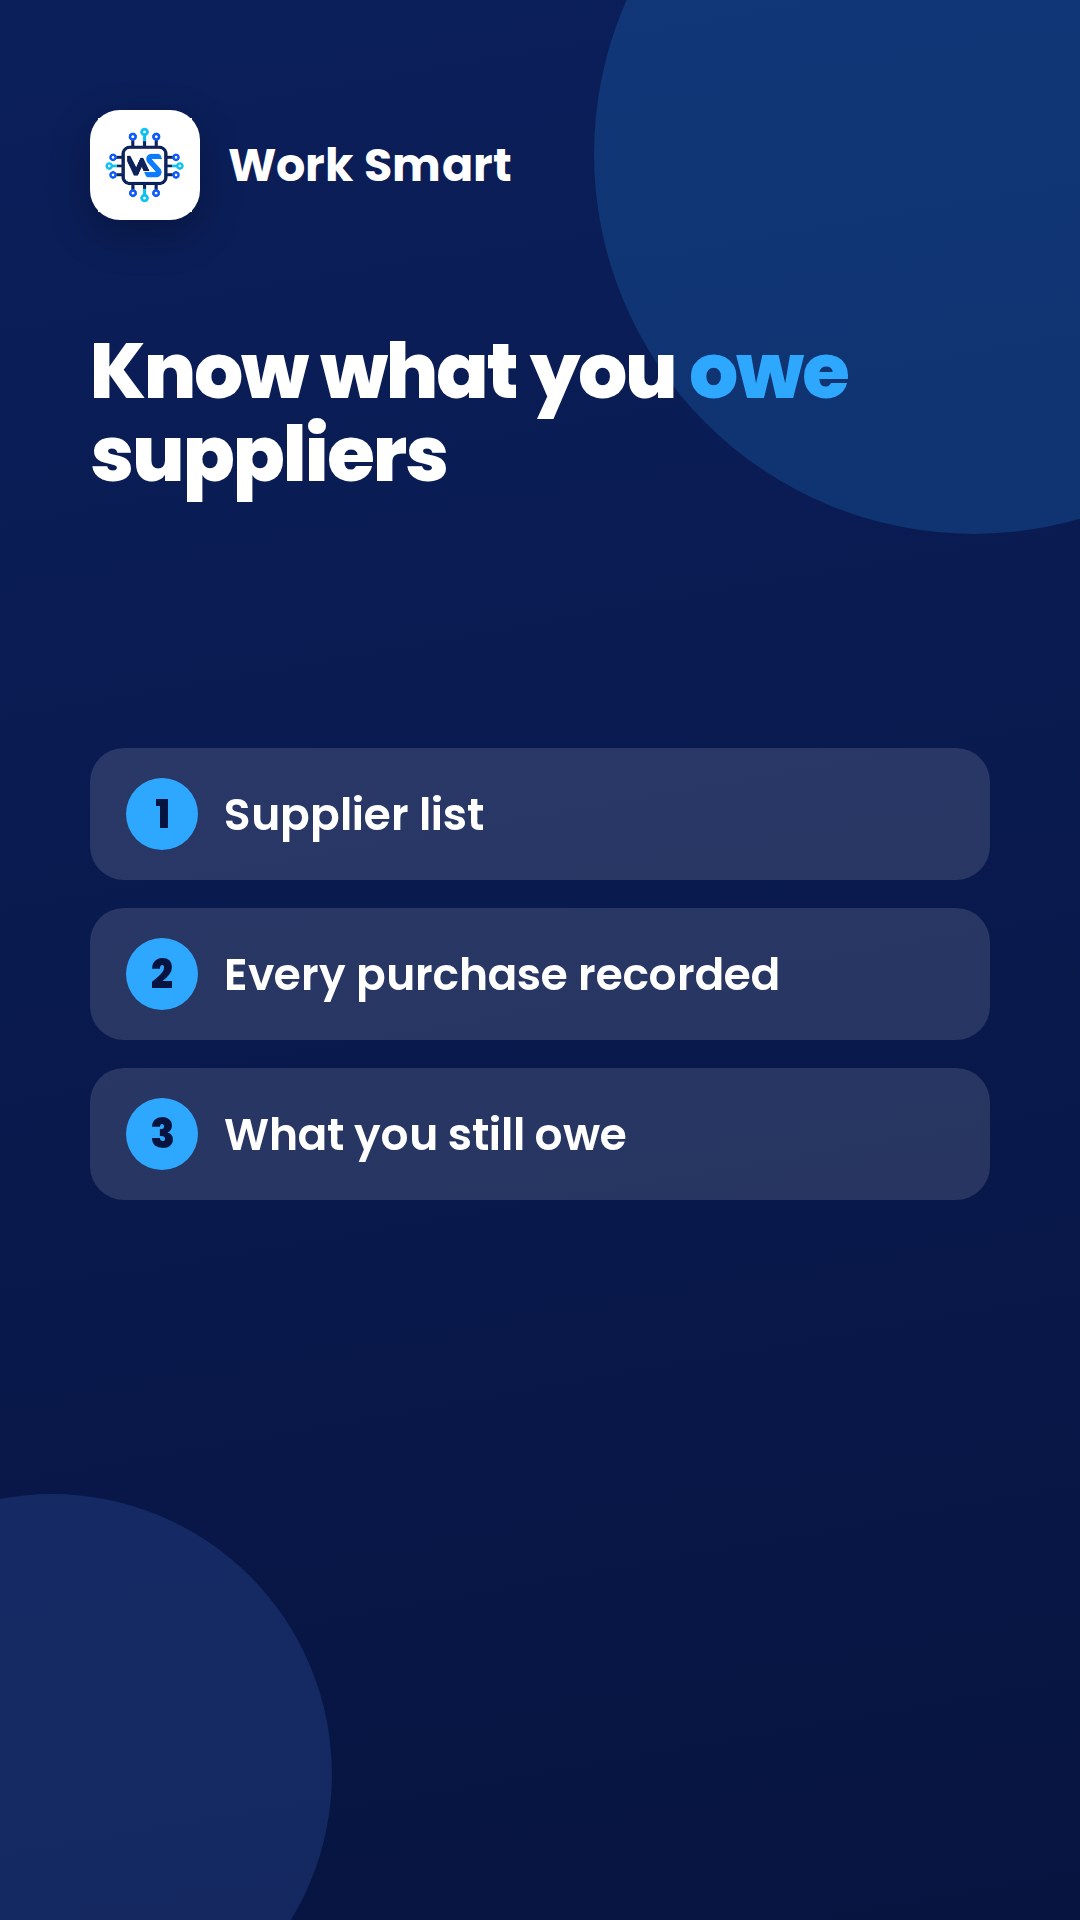 WS
Work Smart
Know what you owe
suppliers
1 Supplier list
2 Every purchase recorded
3 What you still owe